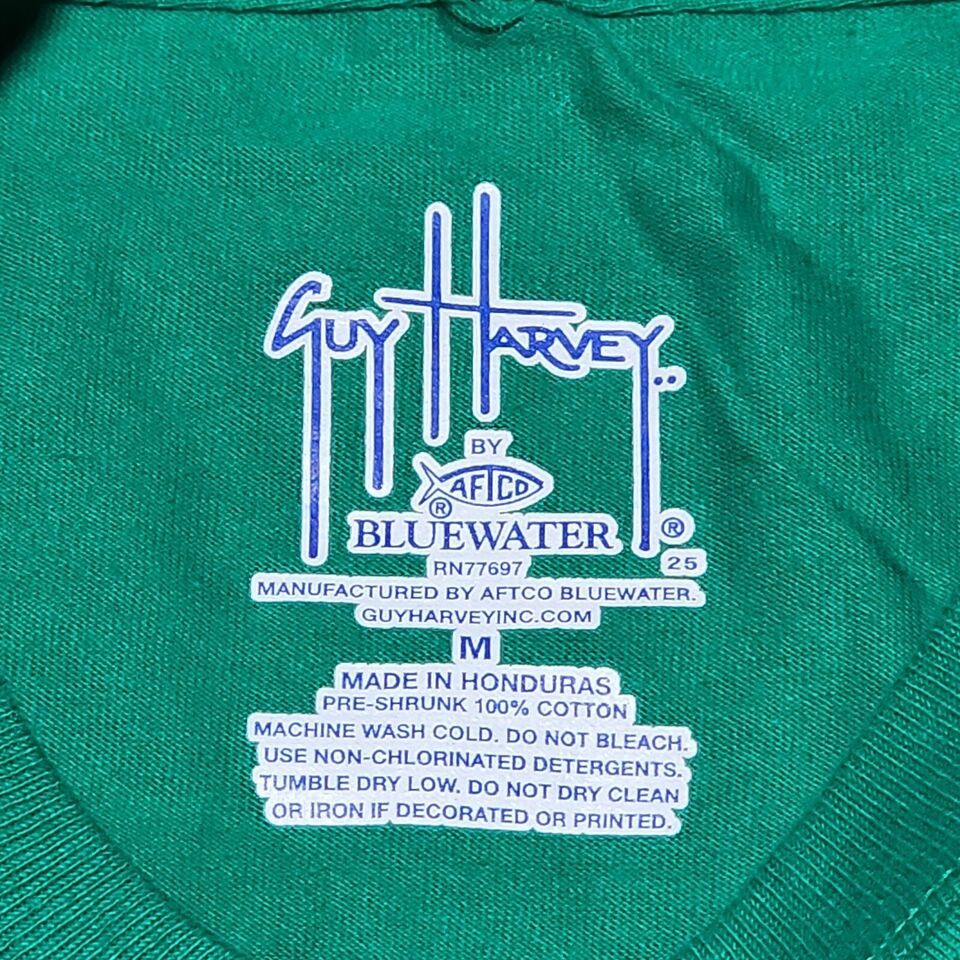 GUY HARVEY
BY
AFTCO
®
BLUEWATER ®
RN77697 25
MANUFACTURED BY AFTCO BLUEWATER.
GUYHARVEYINC.COM
M
MADE IN HONDURAS
PRE-SHRUNK 100% COTTON
MACHINE WASH COLD. DO NOT BLEACH.
USE NON-CHLORINATED DETERGENTS.
TUMBLE DRY LOW. DO NOT DRY CLEAN
OR IRON IF DECORATED OR PRINTED.